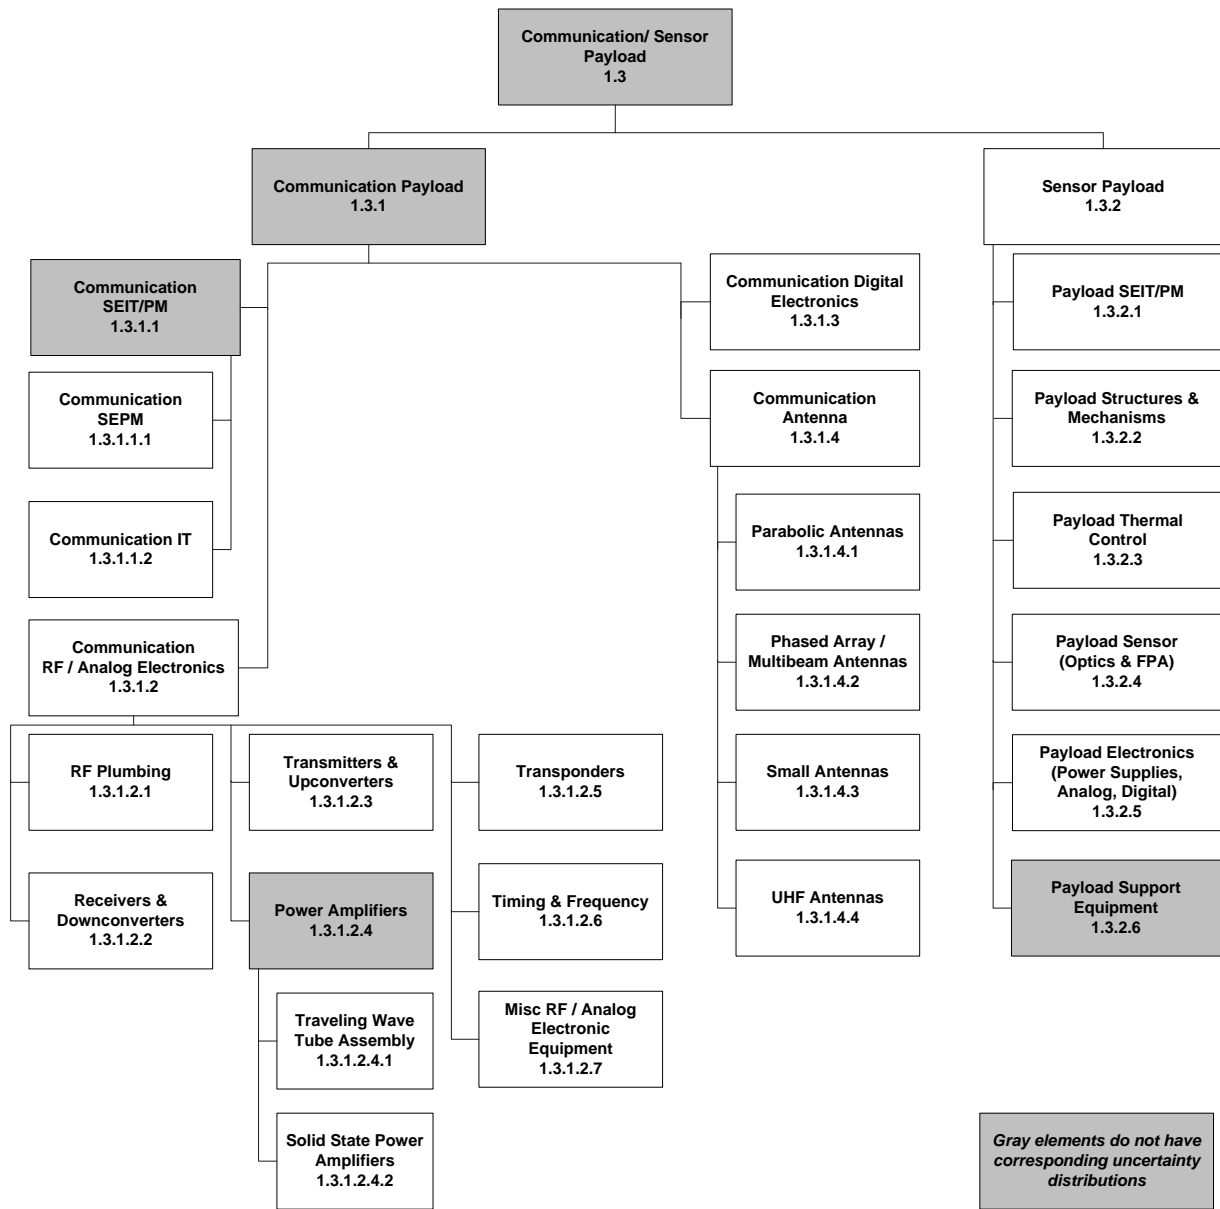 Communication/ Sensor
Payload
1.3
Communication Payload
1.3.1
Sensor Payload
1.3.2
Communication
SEIT/PM
1.3.1.1
Communication
SEPM
1.3.1.1.1
Communication IT
1.3.1.1.2
Communication
RF / Analog Electronics
1.3.1.2
RF Plumbing
1.3.1.2.1
Receivers &
Downconverters
1.3.1.2.2
Transmitters &
Upconverters
1.3.1.2.3
Power Amplifiers
1.3.1.2.4
Traveling Wave
Tube Assembly
1.3.1.2.4.1
Solid State Power
Amplifiers
1.3.1.2.4.2
Transponders
1.3.1.2.5
Timing & Frequency
1.3.1.2.6
Misc RF / Analog
Electronic
Equipment
1.3.1.2.7
Communication Digital
Electronics
1.3.1.3
Communication
Antenna
1.3.1.4
Parabolic Antennas
1.3.1.4.1
Phased Array /
Multibeam Antennas
1.3.1.4.2
Small Antennas
1.3.1.4.3
UHF Antennas
1.3.1.4.4
Payload SEIT/PM
1.3.2.1
Payload Structures &
Mechanisms
1.3.2.2
Payload Thermal
Control
1.3.2.3
Payload Sensor
(Optics & FPA)
1.3.2.4
Payload Electronics
(Power Supplies,
Analog, Digital)
1.3.2.5
Payload Support
Equipment
1.3.2.6
Gray elements do not have
corresponding uncertainty
distributions